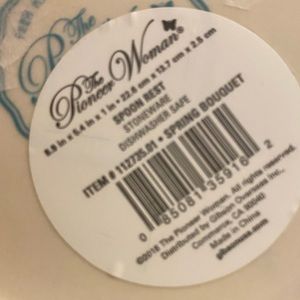 The
Pioneer Woman®
SPOON REST
STONEWARE
DISHWASHER SAFE
8.9 in x 5.4 in x 1" • 22.6 cm x 13.7 cm x 2.5 cm
ITEM # 112725.01 • SPRING BOUQUET
0 85081 35916 2
©2018 The Pioneer Woman. All rights reserved.
Distributed by Gibson Overseas Inc.,
Commerce, CA 90040
Made in China
gibsonusa.com